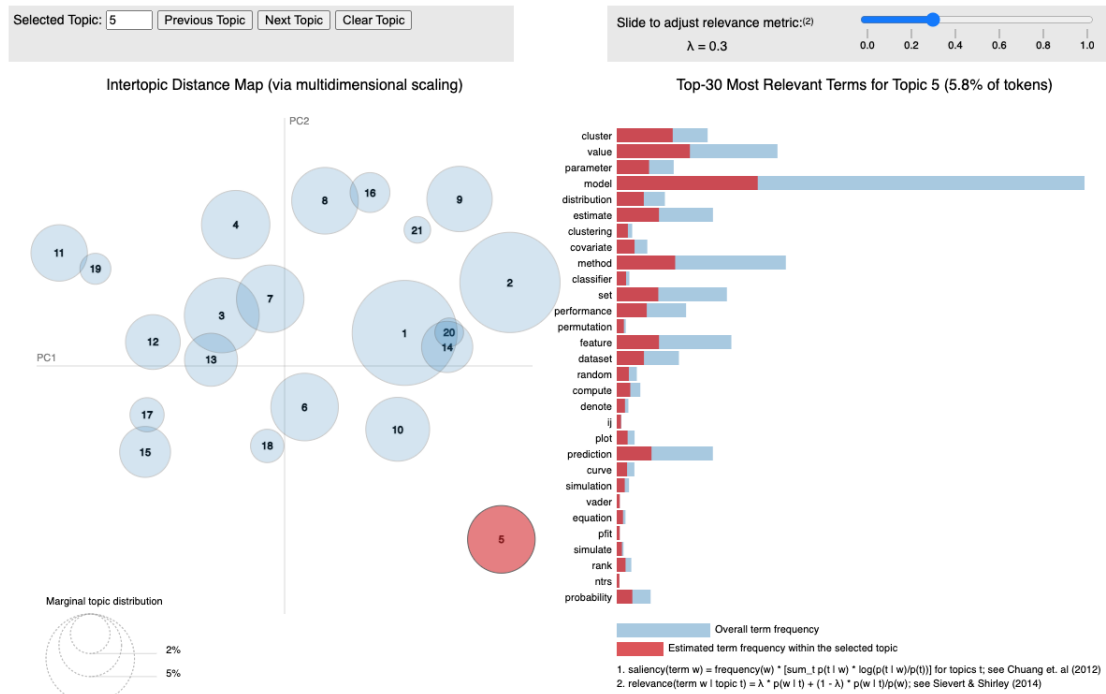 Selected Topic: 5 Previous Topic Next Topic Clear Topic
Slide to adjust relevance metric:(2)
λ = 0.3
0.0 0.2 0.4 0.6 0.8 1.0
Intertopic Distance Map (via multidimensional scaling)
PC2
PC1
8
16
9
4
21
11
19
2
7
3
1
20
14
12
13
6
17
10
18
15
5
Marginal topic distribution
2%
5%
Top-30 Most Relevant Terms for Topic 5 (5.8% of tokens)
cluster
value
parameter
model
distribution
estimate
clustering
covariate
method
classifier
set
performance
permutation
feature
dataset
random
compute
denote
ij
plot
prediction
curve
simulation
vader
equation
pfit
simulate
rank
ntrs
probability
Overall term frequency
Estimated term frequency within the selected topic
1. saliency(term w) = frequency(w) * [sum_t p(t | w) * log(p(t | w)/p(t))] for topics t; see Chuang et. al (2012)
2. relevance(term w | topic t) = λ * p(w | t) + (1 - λ) * p(w | t)/p(w); see Sievert & Shirley (2014)